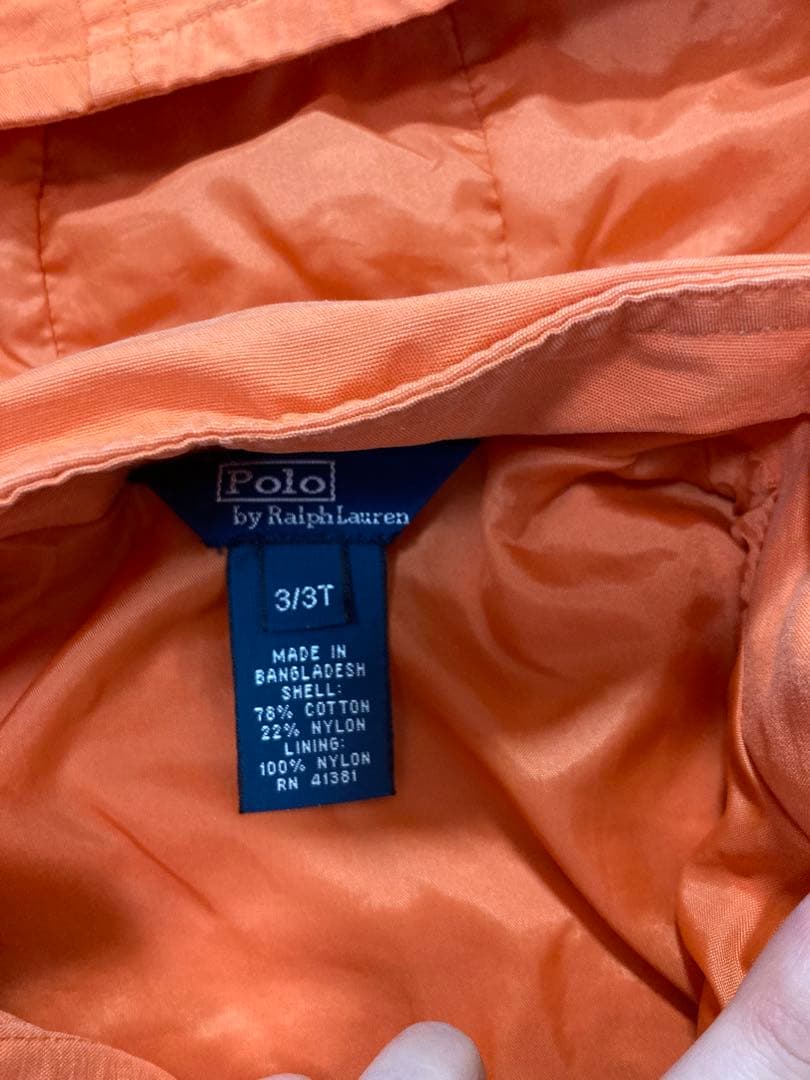 Polo
by Ralph Lauren
3/3T
MADE IN
BANGLADESH
SHELL:
78% COTTON
22% NYLON
LINING:
100% NYLON
RN 41381